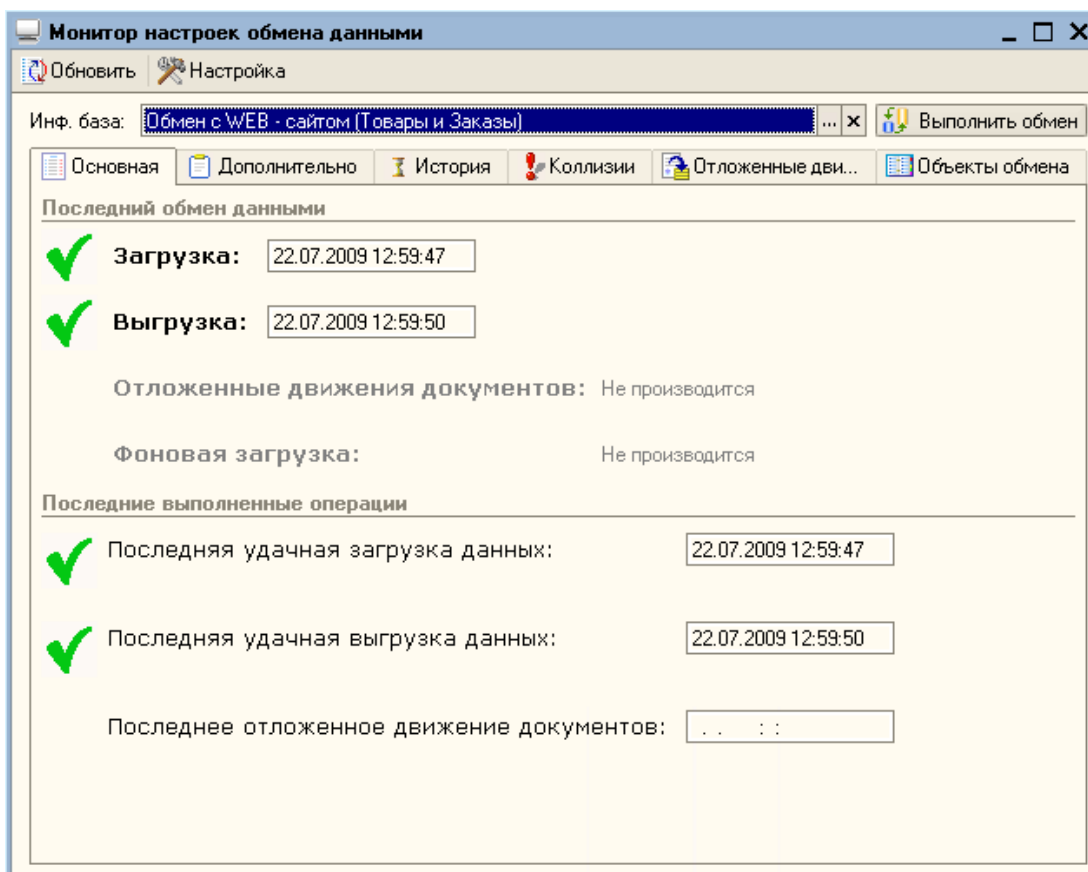 Монитор настроек обмена данными
Обновить Настройка
Инф. база: Обмен с WEB - сайтом (Товары и Заказы) ... x Выполнить обмен
Основная Дополнительно История Коллизии Отложенные дви... Объекты обмена
Последний обмен данными
Загрузка: 22.07.2009 12:59:47
Выгрузка: 22.07.2009 12:59:50
Отложенные движения документов: Не производится
Фоновая загрузка: Не производится
Последние выполненные операции
Последняя удачная загрузка данных: 22.07.2009 12:59:47
Последняя удачная выгрузка данных: 22.07.2009 12:59:50
Последнее отложенное движение документов: . . : :